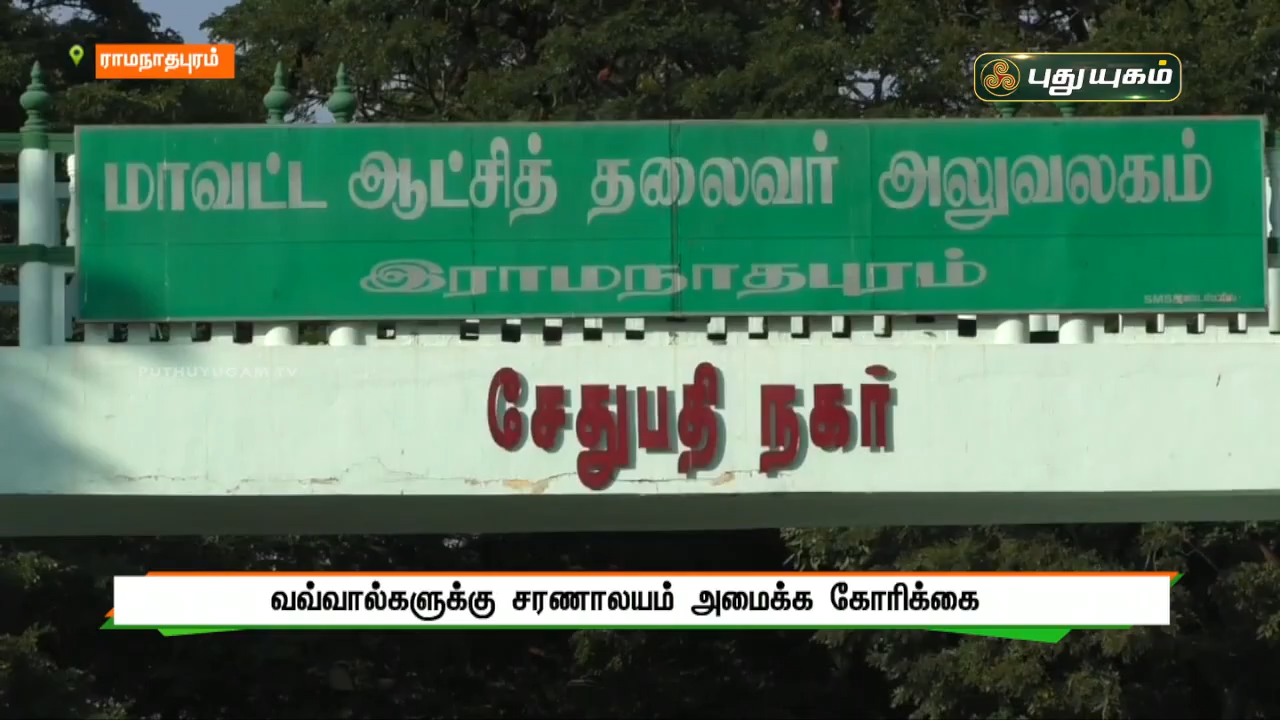 ராமநாதபுரம்
புதுயுகம்
மாவட்ட ஆட்சித் தலைவர் அலுவலகம்
இராமநாதபுரம்
SMS
PUTHUYUGAM TV
சேதுபதி நகர்
வவ்வால்களுக்கு சரணாலயம் அமைக்க கோரிக்கை